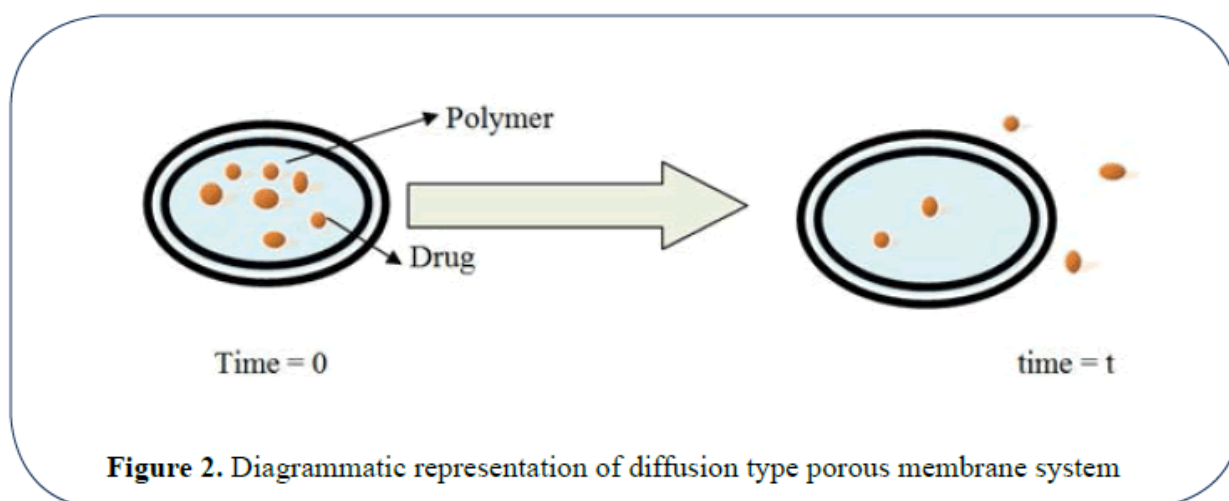 Polymer
Drug
Time = 0
time = t
Figure 2. Diagrammatic representation of diffusion type porous membrane system